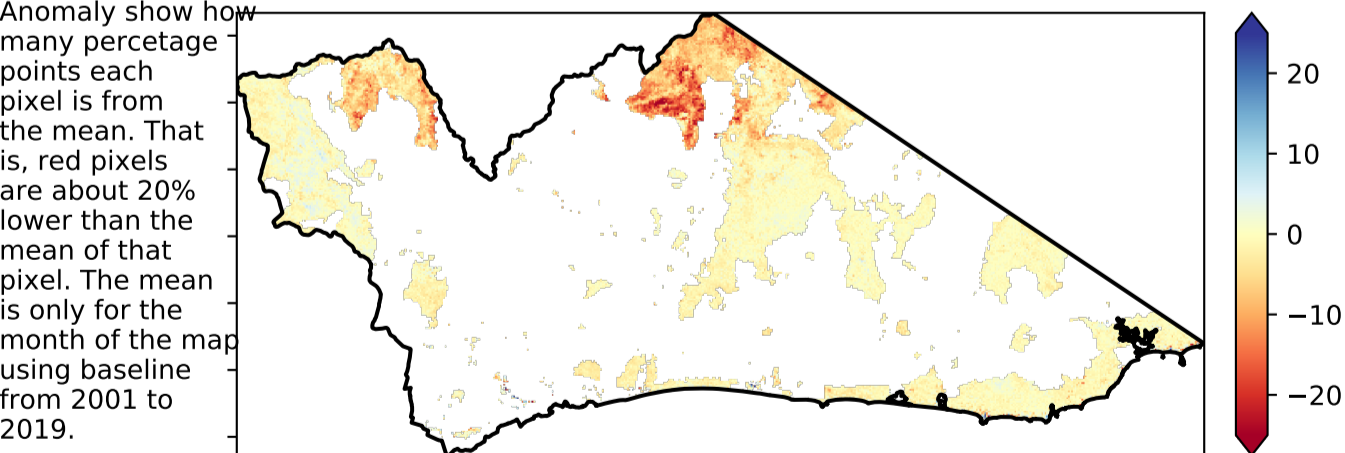 Anomaly show how
many percetage
points each
pixel is from
the mean. That
is, red pixels
are about 20%
lower than the
mean of that
pixel. The mean
is only for the
month of the map
using baseline
from 2001 to
2019.
20
10
0
−10
−20